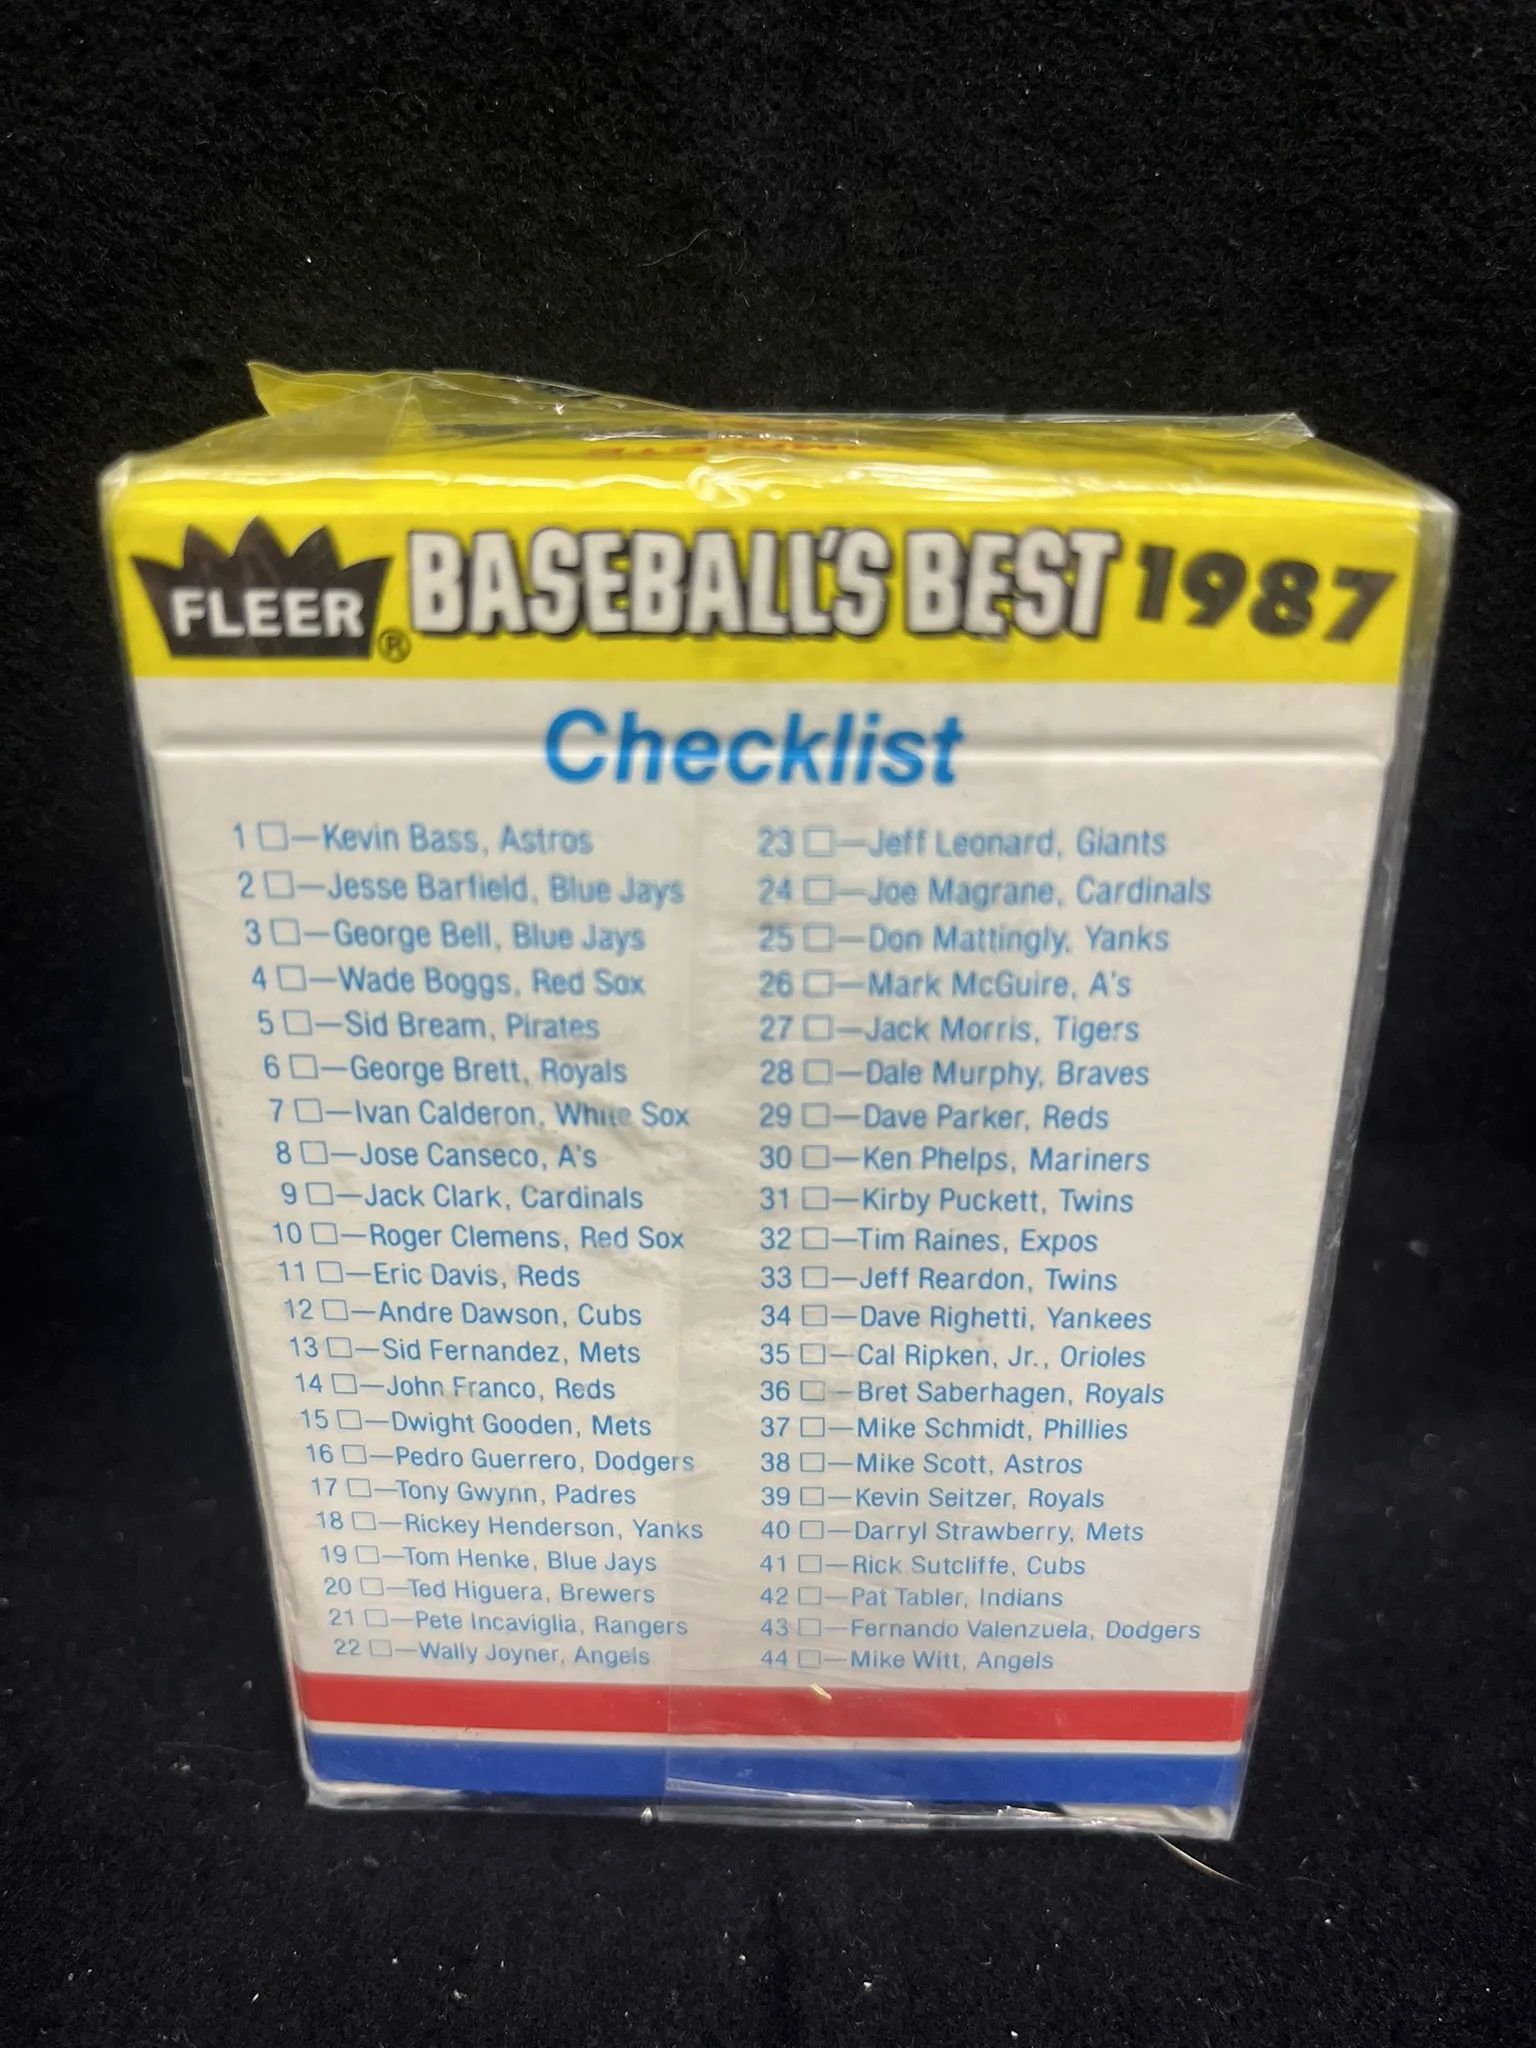 FLEER® BASEBALL'S BEST 1987
Checklist
1 □—Kevin Bass, Astros
2 □—Jesse Barfield, Blue Jays
3 □—George Bell, Blue Jays
4 □—Wade Boggs, Red Sox
5 □—Sid Bream, Pirates
6 □—George Brett, Royals
7 □—Ivan Calderon, White Sox
8 □—Jose Canseco, A's
9 □—Jack Clark, Cardinals
10 □—Roger Clemens, Red Sox
11 □—Eric Davis, Reds
12 □—Andre Dawson, Cubs
13 □—Sid Fernandez, Mets
14 □—John Franco, Reds
15 □—Dwight Gooden, Mets
16 □—Pedro Guerrero, Dodgers
17 □—Tony Gwynn, Padres
18 □—Rickey Henderson, Yanks
19 □—Tom Henke, Blue Jays
20 □—Ted Higuera, Brewers
21 □—Pete Incaviglia, Rangers
22 □—Wally Joyner, Angels
23 □—Jeff Leonard, Giants
24 □—Joe Magrane, Cardinals
25 □—Don Mattingly, Yanks
26 □—Mark McGuire, A's
27 □—Jack Morris, Tigers
28 □—Dale Murphy, Braves
29 □—Dave Parker, Reds
30 □—Ken Phelps, Mariners
31 □—Kirby Puckett, Twins
32 □—Tim Raines, Expos
33 □—Jeff Reardon, Twins
34 □—Dave Righetti, Yankees
35 □—Cal Ripken, Jr., Orioles
36 □—Bret Saberhagen, Royals
37 □—Mike Schmidt, Phillies
38 □—Mike Scott, Astros
39 □—Kevin Seitzer, Royals
40 □—Darryl Strawberry, Mets
41 □—Rick Sutcliffe, Cubs
42 □—Pat Tabler, Indians
43 □—Fernando Valenzuela, Dodgers
44 □—Mike Witt, Angels